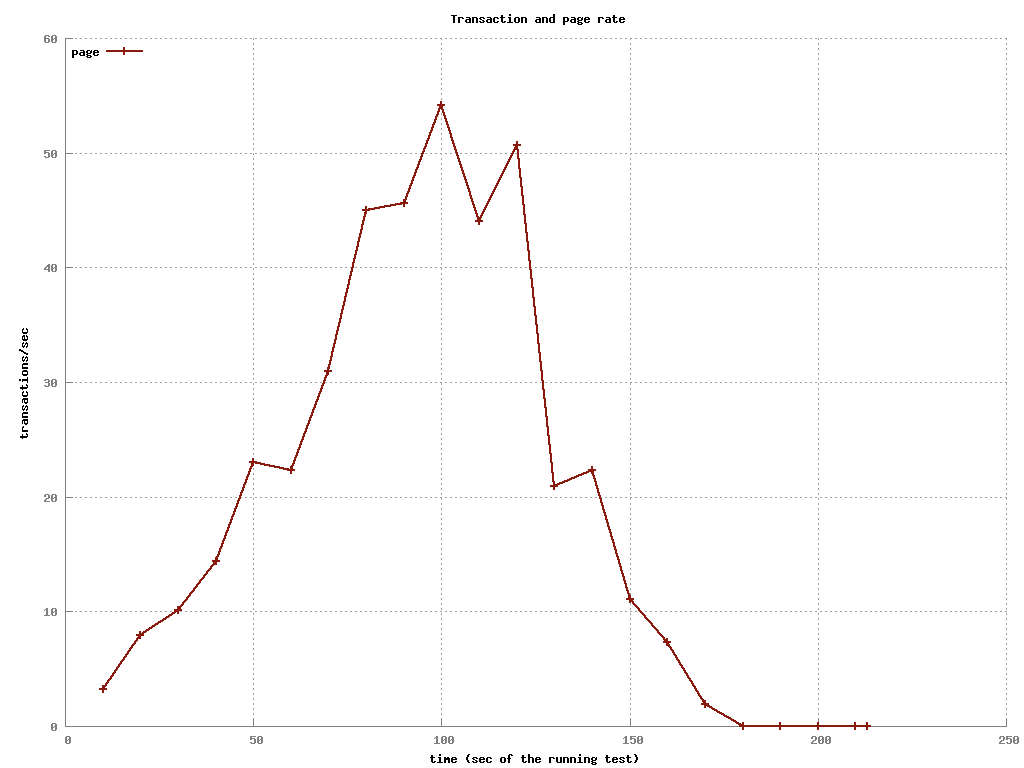 Transaction and page rate
page
60
50
40
30
20
10
0
transactions/sec
0 50 100 150 200 250
time (sec of the running test)